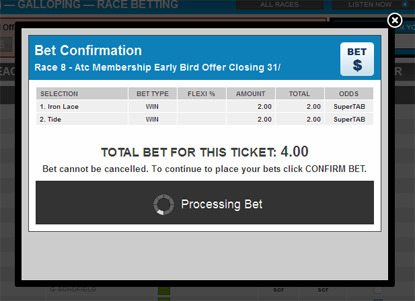 — GALLOPING — RACE BETTING
ALL RACES
LISTEN NOW
Bet Confirmation
Race 8 - Atc Membership Early Bird Offer Closing 31/
BET
$
SELECTION BET TYPE FLEXI % AMOUNT TOTAL ODDS
1. Iron Lace WIN 2.00 2.00 SuperTAB
2. Tide WIN 2.00 2.00 SuperTAB
TOTAL BET FOR THIS TICKET: 4.00
Bet cannot be cancelled. To continue to place your bets click CONFIRM BET.
Processing Bet
SCR SCR